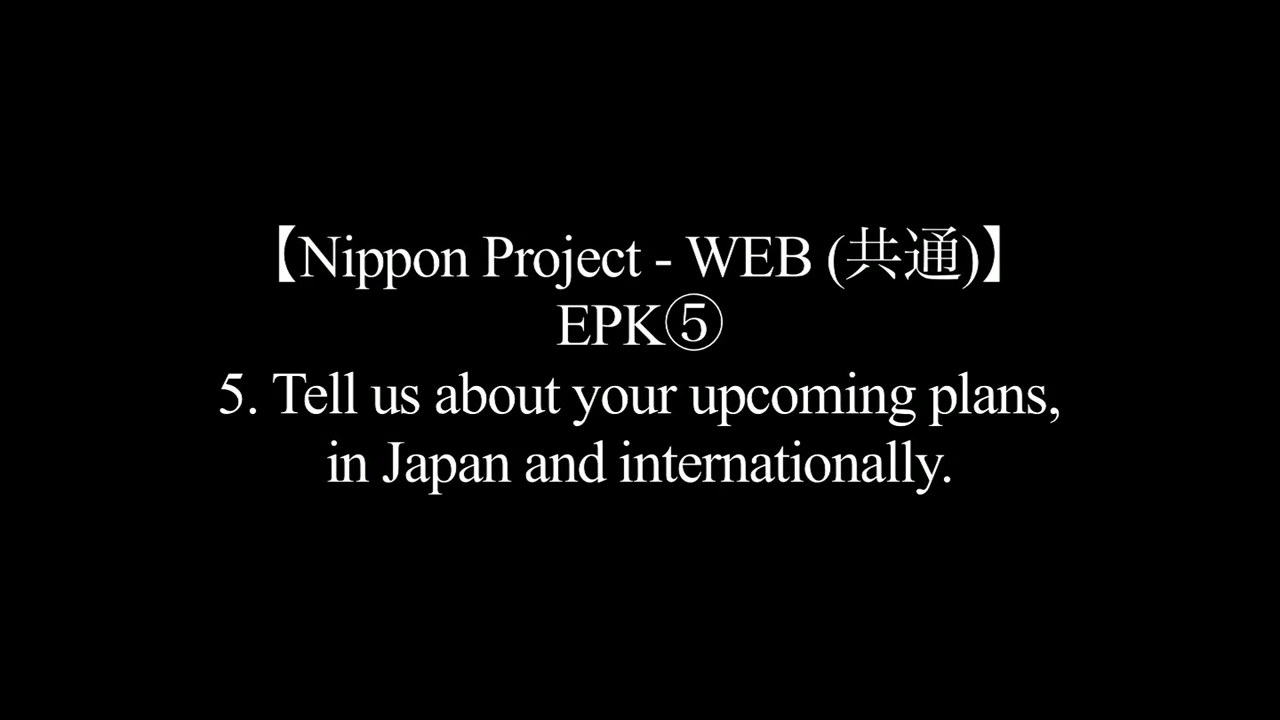 【Nippon Project - WEB (共通)】
EPK⑤
5. Tell us about your upcoming plans,
in Japan and internationally.